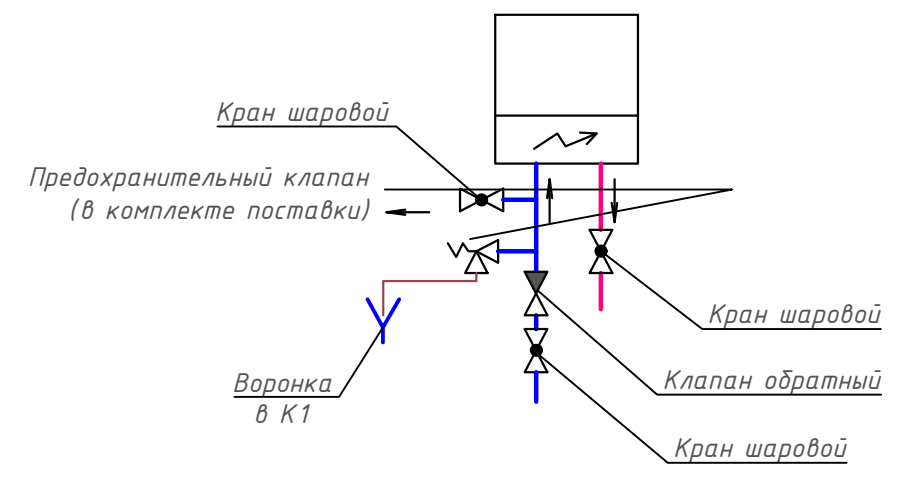 Кран шаровой
Предохранительный клапан
(в комплекте поставки)
Кран шаровой
Клапан обратный
Воронка
в К1
Кран шаровой